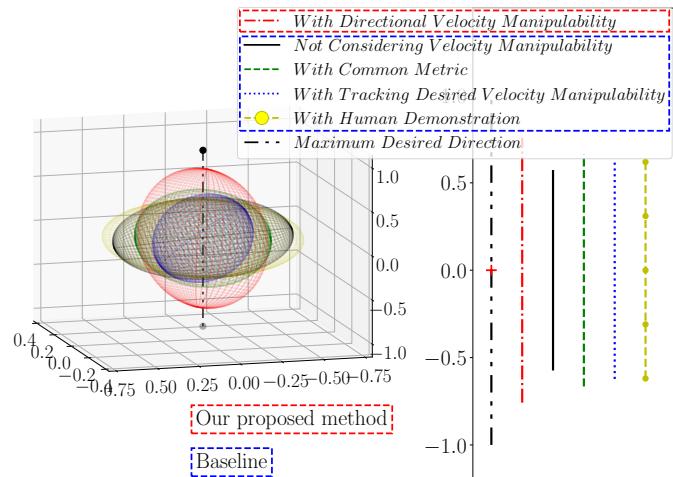 With Directional Velocity Manipulability
Not Considering Velocity Manipulability
With Common Metric
With Tracking Desired Velocity Manipulability
With Human Demonstration
Maximum Desired Direction
1.0
0.5
0.0
−0.5
−1.0
0.4
0.2
0.0
−0.2
0.75
0.50
0.25
0.00
−0.25
−0.50
−0.75
0.5
0.0
−0.5
−1.0
Our proposed method
Baseline